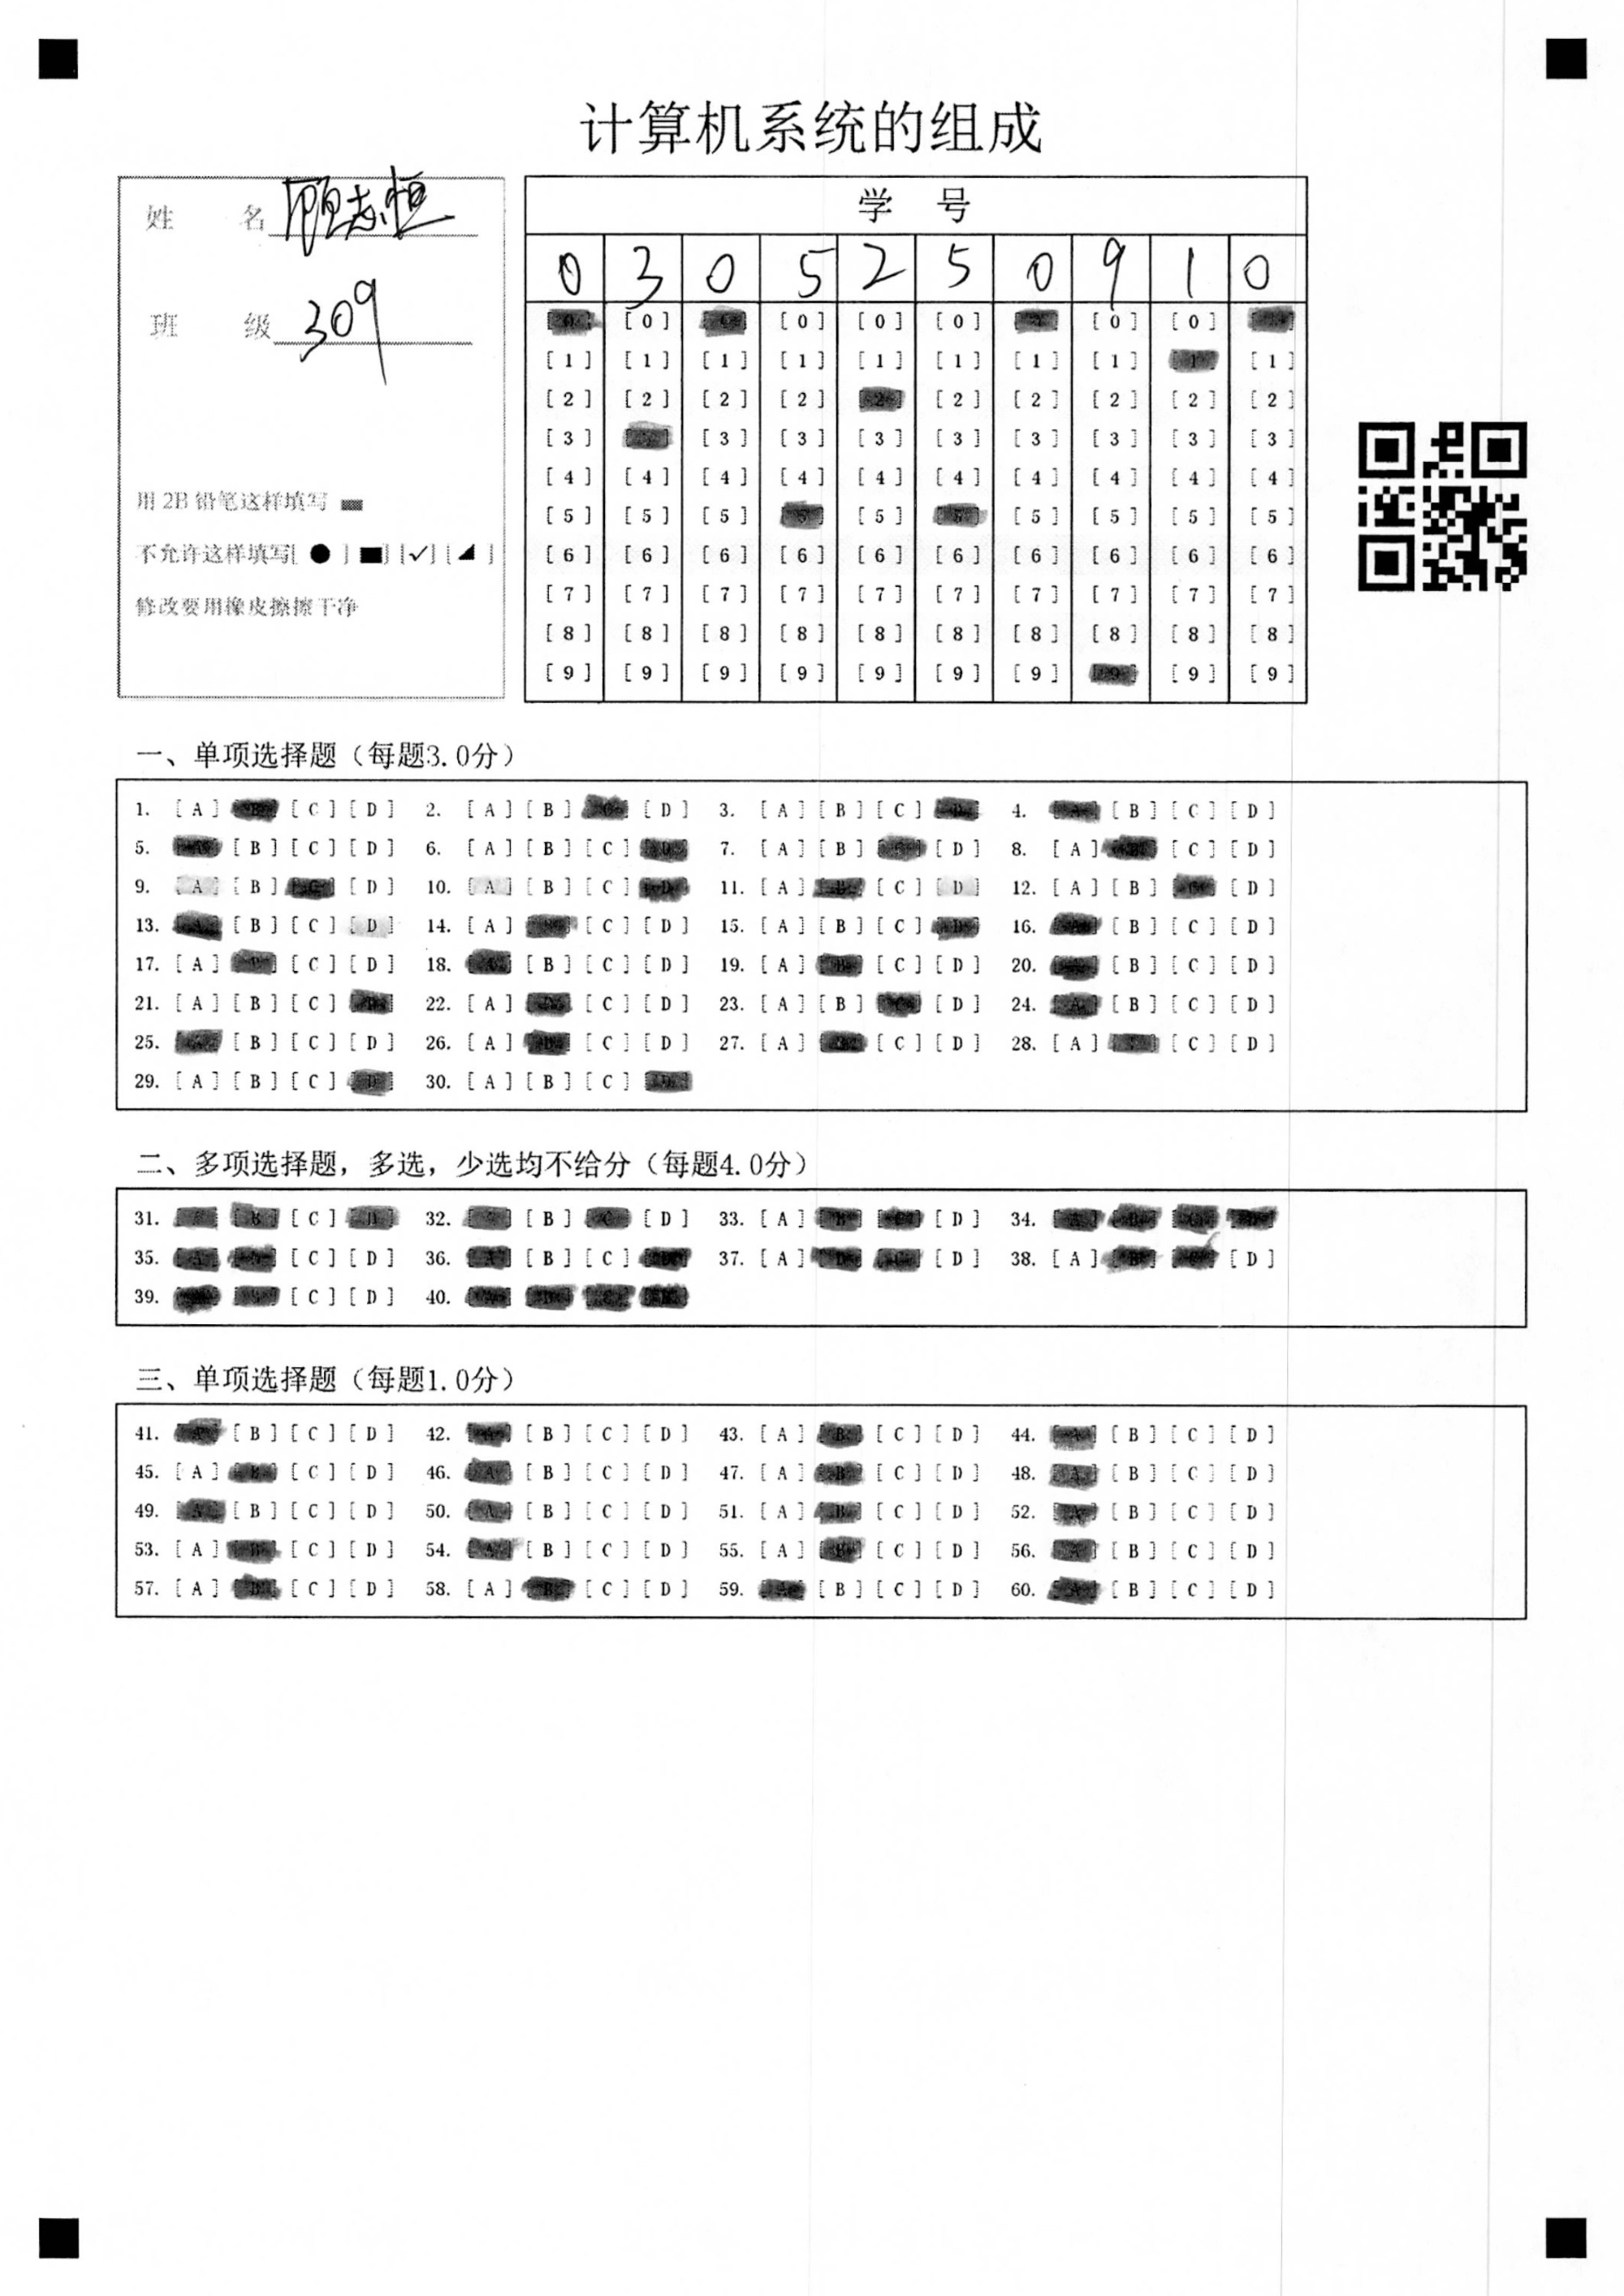 计算机系统的组成
姓 名 顾志恒
班 级 309
用 2B 铅笔这样填写
不允许这样填写[ ● ] [■] [✓] [◢ ]
修改要用橡皮擦擦干净
学 号
0 3 0 5 2 5 0 9 1 0
[0] [0] [0] [0] [0] [0]
[1] [1] [1] [1] [1] [1] [1] [1] [1] [1]
[2] [2] [2] [2] [2] [2] [2] [2] [2] [2]
[3] [3] [3] [3] [3] [3] [3] [3] [3]
[4] [4] [4] [4] [4] [4] [4] [4] [4] [4]
[5] [5] [5] [5] [5] [5] [5] [5] [5] [5]
[6] [6] [6] [6] [6] [6] [6] [6] [6] [6]
[7] [7] [7] [7] [7] [7] [7] [7] [7] [7]
[8] [8] [8] [8] [8] [8] [8] [8] [8] [8]
[9] [9] [9] [9] [9] [9] [9] [9] [9] [9]
一、单项选择题（每题3.0分）
1. [A] [B] [C] [D] 2. [A] [B] [C] [D] 3. [A] [B] [C] [D] 4. [A] [B] [C] [D]
5. [A] [B] [C] [D] 6. [A] [B] [C] [D] 7. [A] [B] [C] [D] 8. [A] [B] [C] [D]
9. [A] [B] [C] [D] 10. [A] [B] [C] [D] 11. [A] [B] [C] [D] 12. [A] [B] [C] [D]
13. [A] [B] [C] [D] 14. [A] [B] [C] [D] 15. [A] [B] [C] [D] 16. [A] [B] [C] [D]
17. [A] [B] [C] [D] 18. [A] [B] [C] [D] 19. [A] [B] [C] [D] 20. [A] [B] [C] [D]
21. [A] [B] [C] [D] 22. [A] [B] [C] [D] 23. [A] [B] [C] [D] 24. [A] [B] [C] [D]
25. [A] [B] [C] [D] 26. [A] [B] [C] [D] 27. [A] [B] [C] [D] 28. [A] [B] [C] [D]
29. [A] [B] [C] [D] 30. [A] [B] [C] [D]
二、多项选择题，多选，少选均不给分（每题4.0分）
31. [A] [B] [C] [D] 32. [A] [B] [C] [D] 33. [A] [B] [C] [D] 34. [A] [B] [C] [D]
35. [A] [B] [C] [D] 36. [A] [B] [C] [D] 37. [A] [B] [C] [D] 38. [A] [B] [C] [D]
39. [A] [B] [C] [D] 40. [A] [B] [C] [D]
三、单项选择题（每题1.0分）
41. [A] [B] [C] [D] 42. [A] [B] [C] [D] 43. [A] [B] [C] [D] 44. [A] [B] [C] [D]
45. [A] [B] [C] [D] 46. [A] [B] [C] [D] 47. [A] [B] [C] [D] 48. [A] [B] [C] [D]
49. [A] [B] [C] [D] 50. [A] [B] [C] [D] 51. [A] [B] [C] [D] 52. [A] [B] [C] [D]
53. [A] [B] [C] [D] 54. [A] [B] [C] [D] 55. [A] [B] [C] [D] 56. [A] [B] [C] [D]
57. [A] [B] [C] [D] 58. [A] [B] [C] [D] 59. [A] [B] [C] [D] 60. [A] [B] [C] [D]